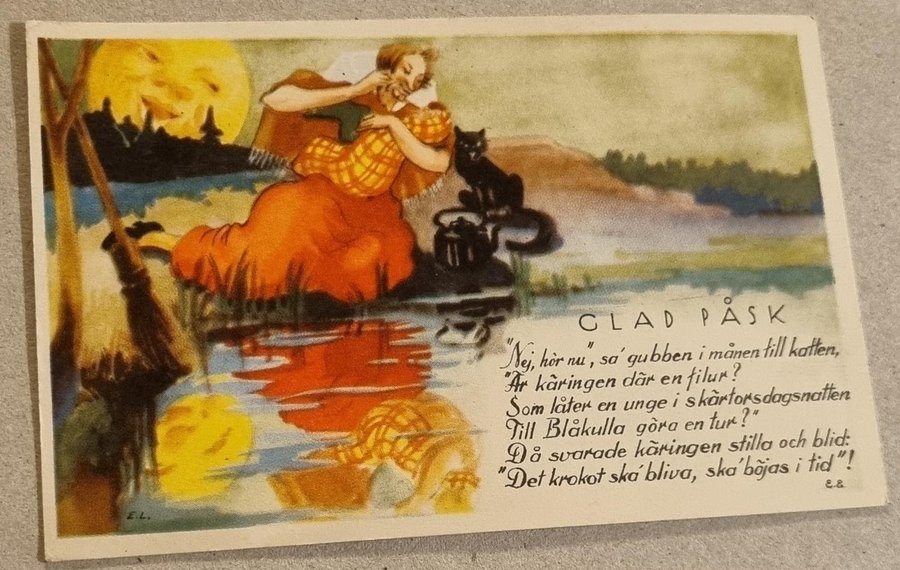 GLAD PÅSK
"Nej, hör nu", sa' gubben i månen till katten,
"Är käringen där en filur?
Som låter en unge i skärtorsdagsnatten
Till Blåkulla göra en tur?"
Då svarade käringen stilla och blid:
"Det krokot ska' bliva, ska' böjas i tid"!
E.E
E.L.